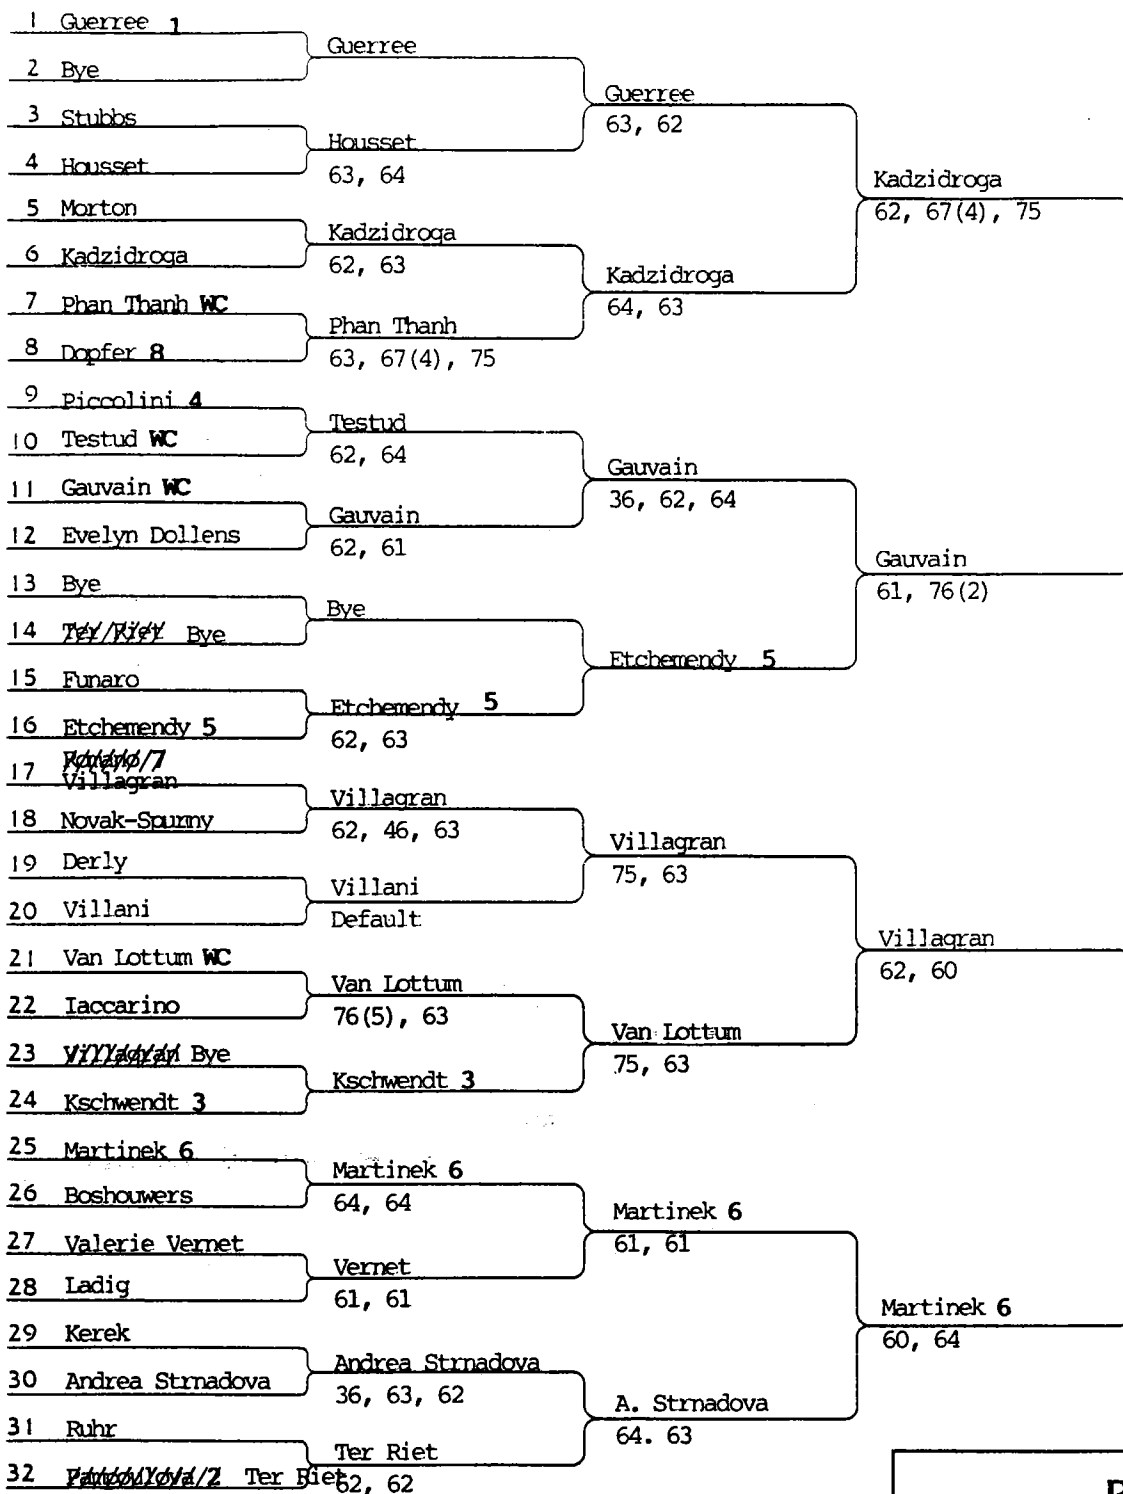 1 Guerree 1
2 Bye
3 Stubbs
4 Housset
5 Morton
6 Kadzidroga
7 Phan Thanh WC
8 Dopfer 8
9 Piccolini 4
10 Testud WC
11 Gauvain WC
12 Evelyn Dollens
13 Bye
14 Ter Riet Bye
15 Funaro
16 Etchemendy 5
17 Romano 7
Villagran
18 Novak-Spurny
19 Derly
20 Villani
21 Van Lottum WC
22 Iaccarino
23 Villagran Bye
24 Kschwendt 3
25 Martinek 6
26 Boshouwers
27 Valerie Vernet
28 Ladig
29 Kerek
30 Andrea Strnadova
31 Ruhr
32 2 Ter Riet
Guerree
Housset
63, 64
Kadzidroga
62, 63
Phan Thanh
63, 67(4), 75
Testud
62, 64
Gauvain
62, 61
Bye
Etchemendy 5
62, 63
Villagran
62, 46, 63
Villani
Default
Van Lottum
76(5), 63
Kschwendt 3
Martinek 6
64, 64
Vernet
61, 61
Andrea Strnadova
36, 63, 62
Ter Riet
62, 62
Guerree
63, 62
Kadzidroga
64, 63
Gauvain
36, 62, 64
Etchemendy 5
Villagran
75, 63
Van Lottum
75, 63
Martinek 6
61, 61
A. Strnadova
64. 63
Kadzidroga
62, 67(4), 75
Gauvain
61, 76(2)
Villagran
62, 60
Martinek 6
60, 64